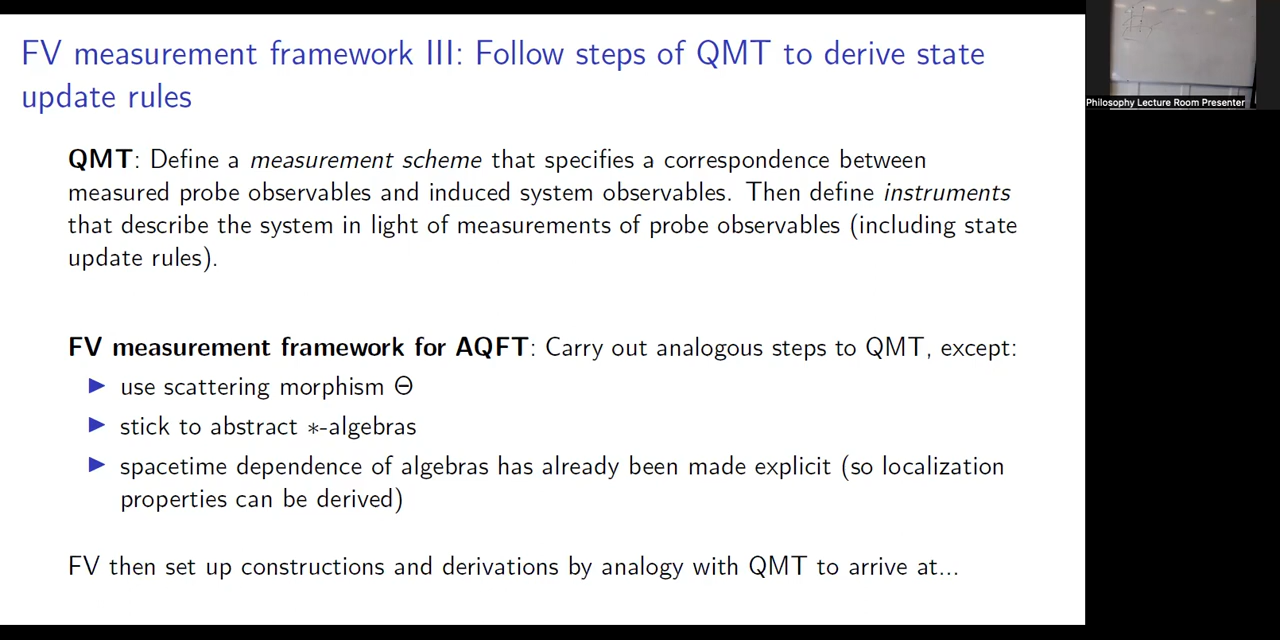 FV measurement framework III: Follow steps of QMT to derive state
update rules
QMT: Define a measurement scheme that specifies a correspondence between
measured probe observables and induced system observables. Then define instruments
that describe the system in light of measurements of probe observables (including state
update rules).
FV measurement framework for AQFT: Carry out analogous steps to QMT, except:
▶ use scattering morphism Θ
▶ stick to abstract ∗-algebras
▶ spacetime dependence of algebras has already been made explicit (so localization
properties can be derived)
FV then set up constructions and derivations by analogy with QMT to arrive at...
Philosophy Lecture Room Presenter